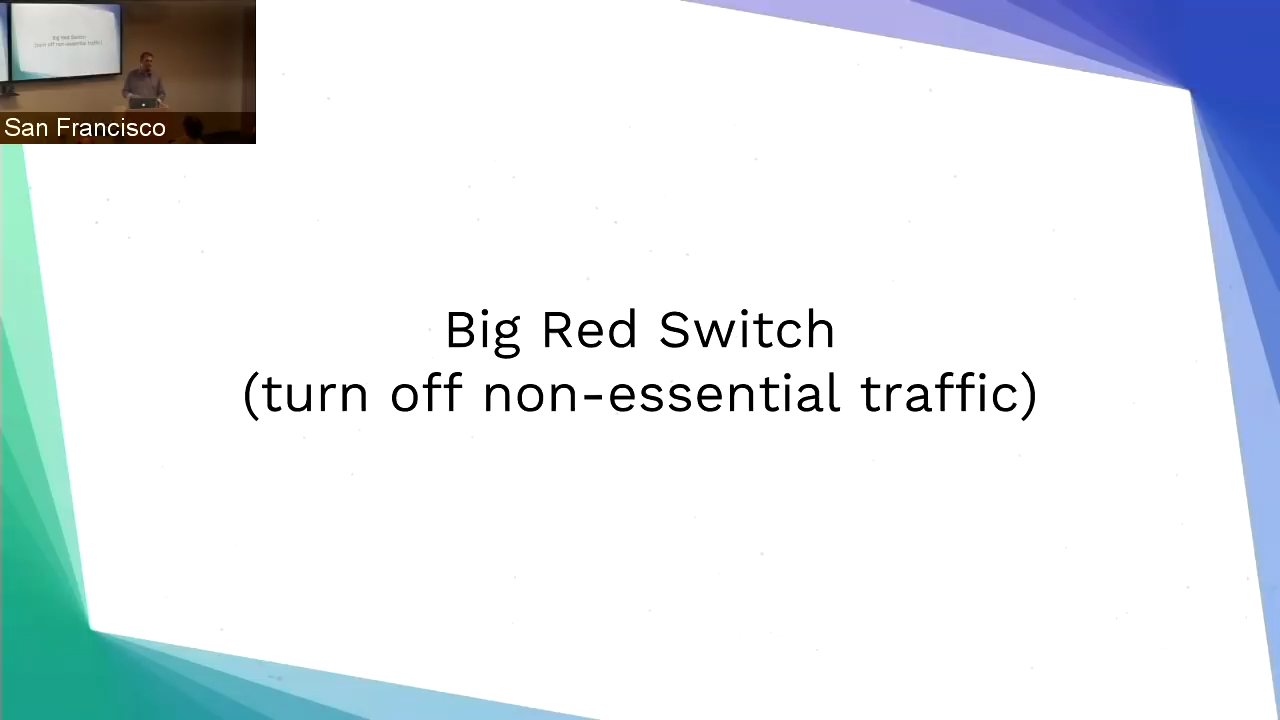 San Francisco
Big Red Switch
(turn off non-essential traffic)